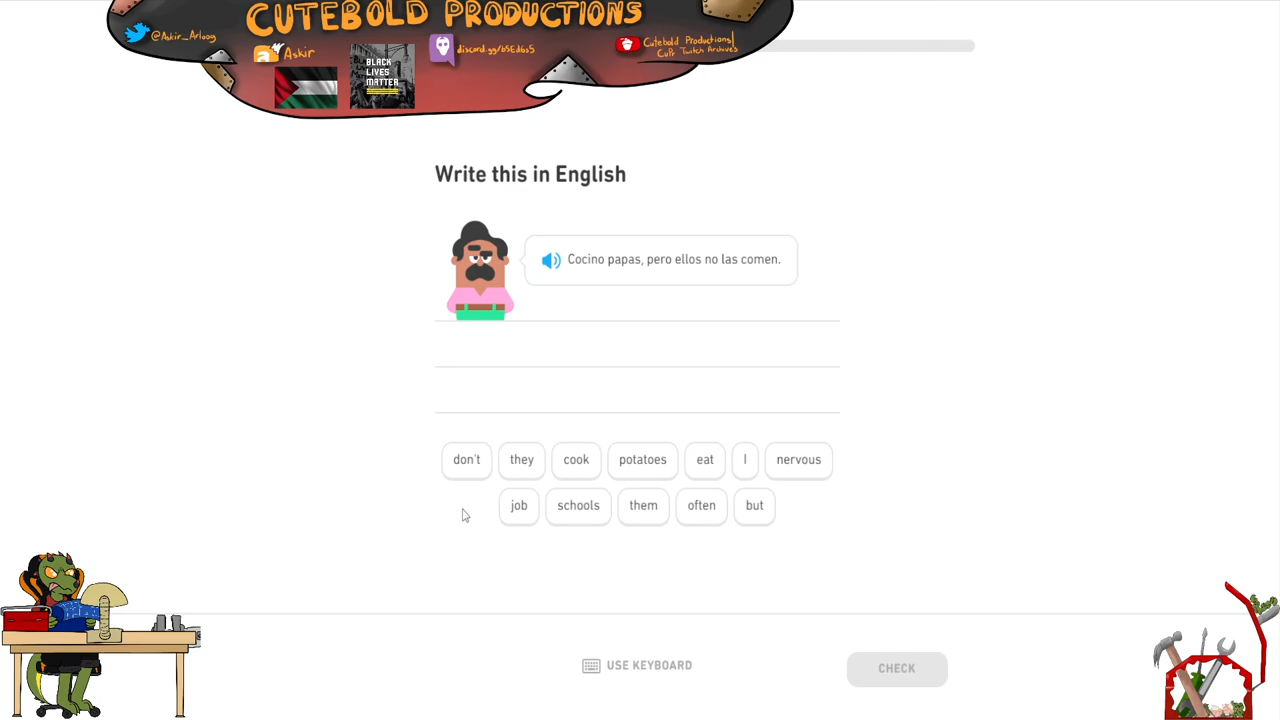 CUTEBOLD PRODUCTIONS
@Askir_Arloog
Askir
BLACK
LIVES
MATTER
discord.gg/bSEd6sS
Cutebold Productions/
Cuff Twitch Archives
Write this in English
Cocino papas, pero ellos no las comen.
don't they cook potatoes eat I nervous
job schools them often but
USE KEYBOARD
CHECK